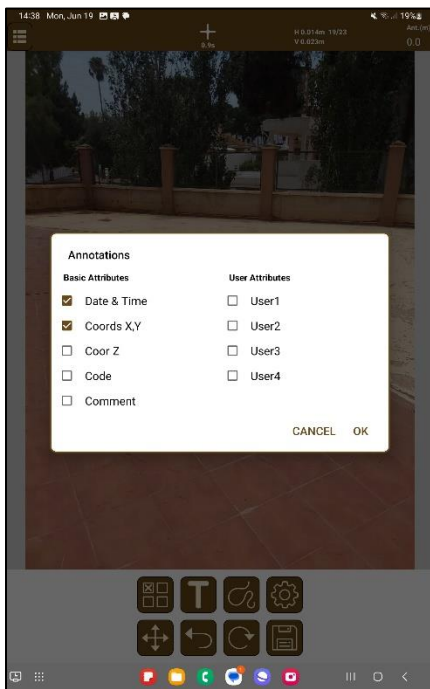 14:38 Mon, Jun 19
19%
H 0.014m 19/23
Ant.(m)
0.9s
V 0.023m
0.0
Annotations
Basic Attributes
User Attributes
Date & Time
User1
Coords X,Y
User2
Coor Z
User3
Code
User4
Comment
CANCEL OK
T